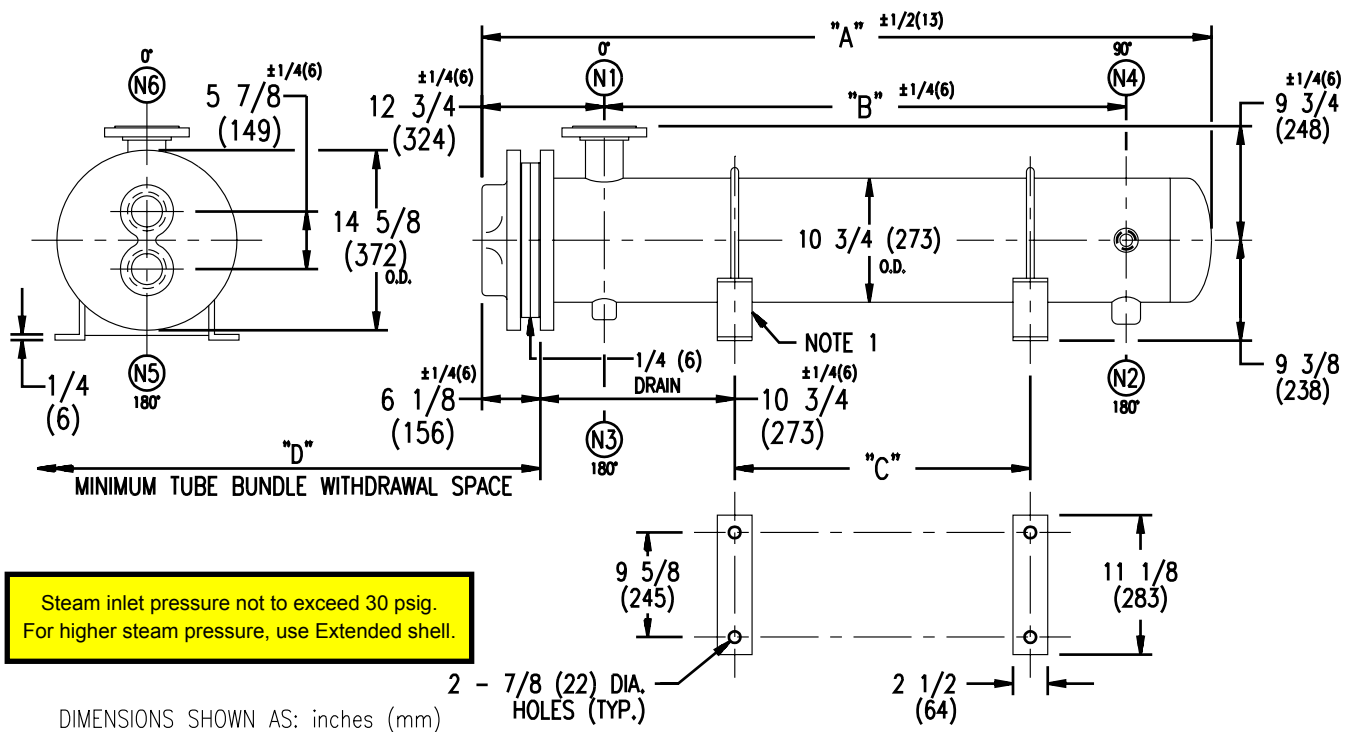 "A" ±1/2(13)
0°
N6
±1/4(6)
5 7/8
(149)
±1/4(6)
12 3/4
(324)
0°
N1
"B" ±1/4(6)
90°
N4
±1/4(6)
9 3/4
(248)
14 5/8
(372)
O.D.
10 3/4 (273)
O.D.
NOTE 1
1/4
(6)
N5
180°
±1/4(6)
6 1/8
(156)
1/4 (6)
DRAIN
±1/4(6)
10 3/4
(273)
N3
180°
N2
180°
9 3/8
(238)
"D"
MINIMUM TUBE BUNDLE WITHDRAWAL SPACE
"C"
9 5/8
(245)
11 1/8
(283)
Steam inlet pressure not to exceed 30 psig.
For higher steam pressure, use Extended shell.
2 - 7/8 (22) DIA.
HOLES (TYP.)
2 1/2
(64)
DIMENSIONS SHOWN AS: inches (mm)